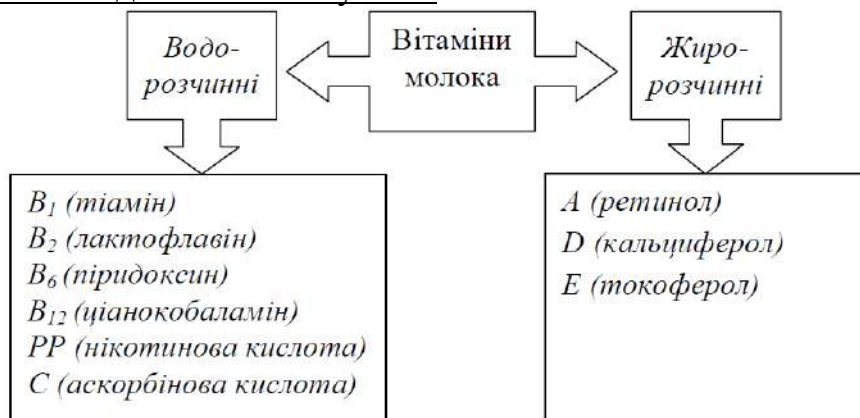 Водо-
розчинні
Вітаміни
молока
Жиро-
розчинні
B₁ (тіамін)
B₂ (лактофлавін)
B₆ (піридоксин)
B₁₂ (ціанокобаламін)
PP (нікотинова кислота)
C (аскорбінова кислота)
A (ретинол)
D (кальциферол)
E (токоферол)